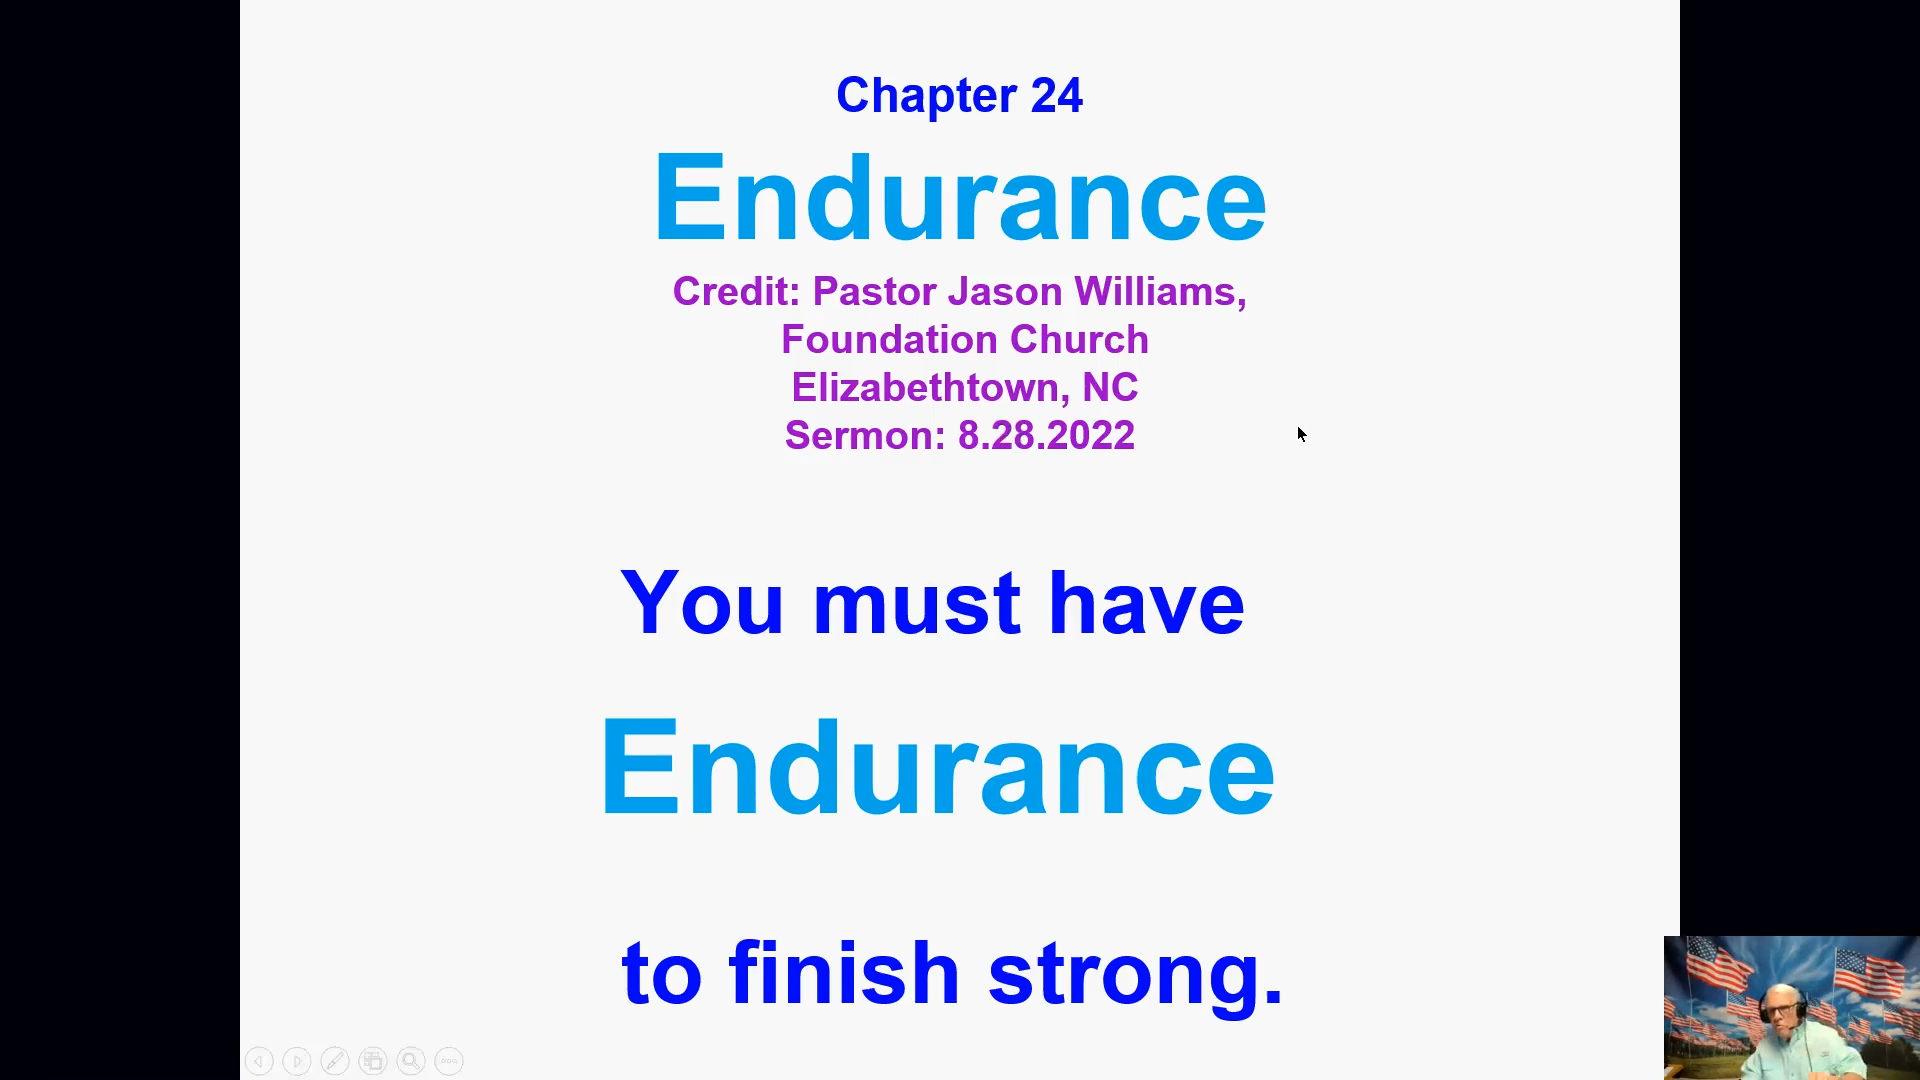 Chapter 24
Endurance
Credit: Pastor Jason Williams,
Foundation Church
Elizabethtown, NC
Sermon: 8.28.2022
You must have
Endurance
to finish strong.